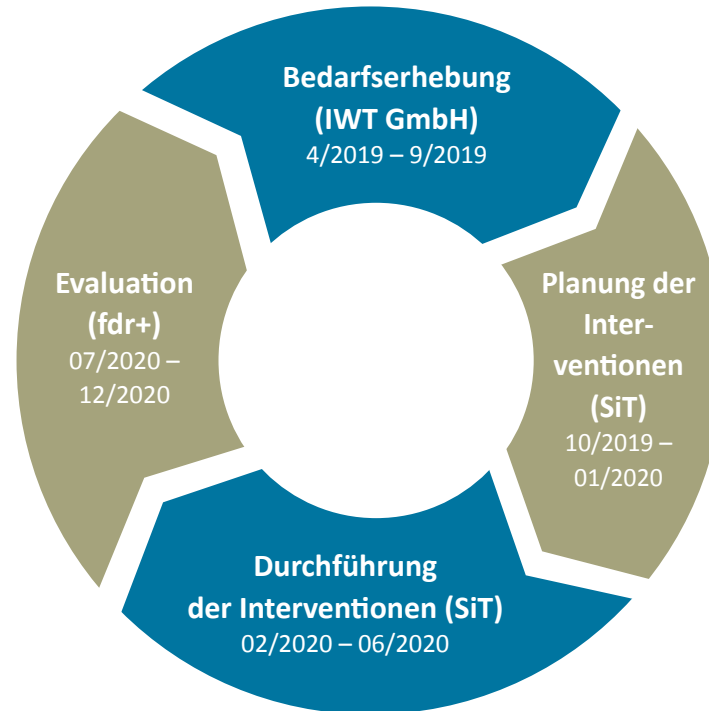 Bedarfserhebung
(IWT GmbH)
4/2019 – 9/2019
Planung der
Inter-
ventionen
(SiT)
10/2019 –
01/2020
Durchführung
der Interventionen (SiT)
02/2020 – 06/2020
Evaluation
(fdr+)
07/2020 –
12/2020